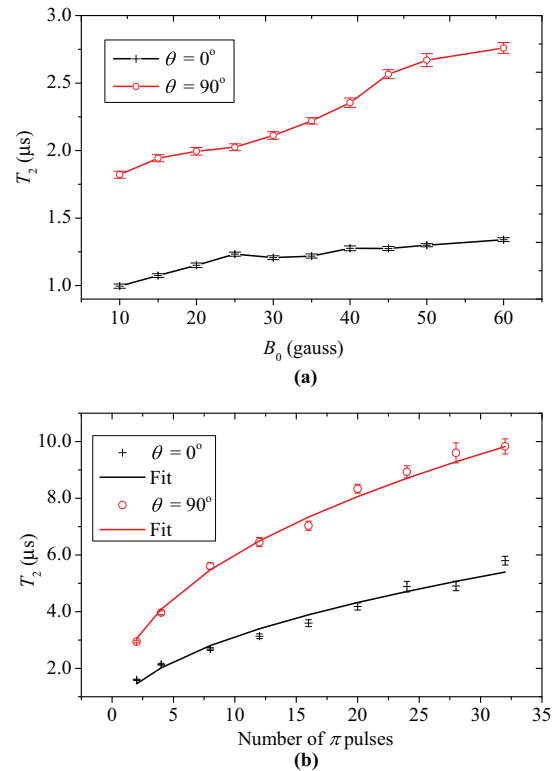 (a)
3.0
2.5
2.0
1.5
1.0
T2 (μs)
θ = 0°
θ = 90°
10 20 30 40 50 60
B0 (gauss)
(a)
10.0
8.0
6.0
4.0
2.0
T2 (μs)
θ = 0°
Fit
θ = 90°
Fit
0 5 10 15 20 25 30 35
Number of π pulses
(b)